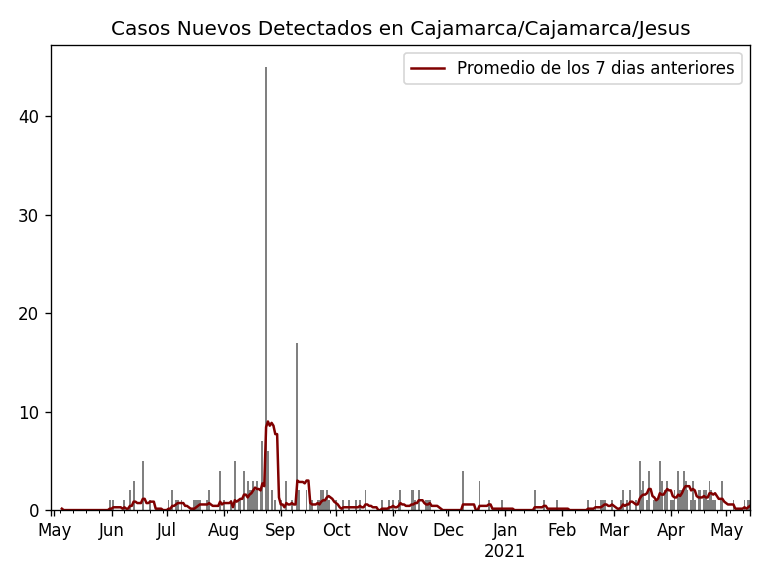 Casos Nuevos Detectados en Cajamarca/Cajamarca/Jesus
Promedio de los 7 dias anteriores
40
30
20
10
0
May Jun Jul Aug Sep Oct Nov Dec Jan Feb Mar Apr May
2021